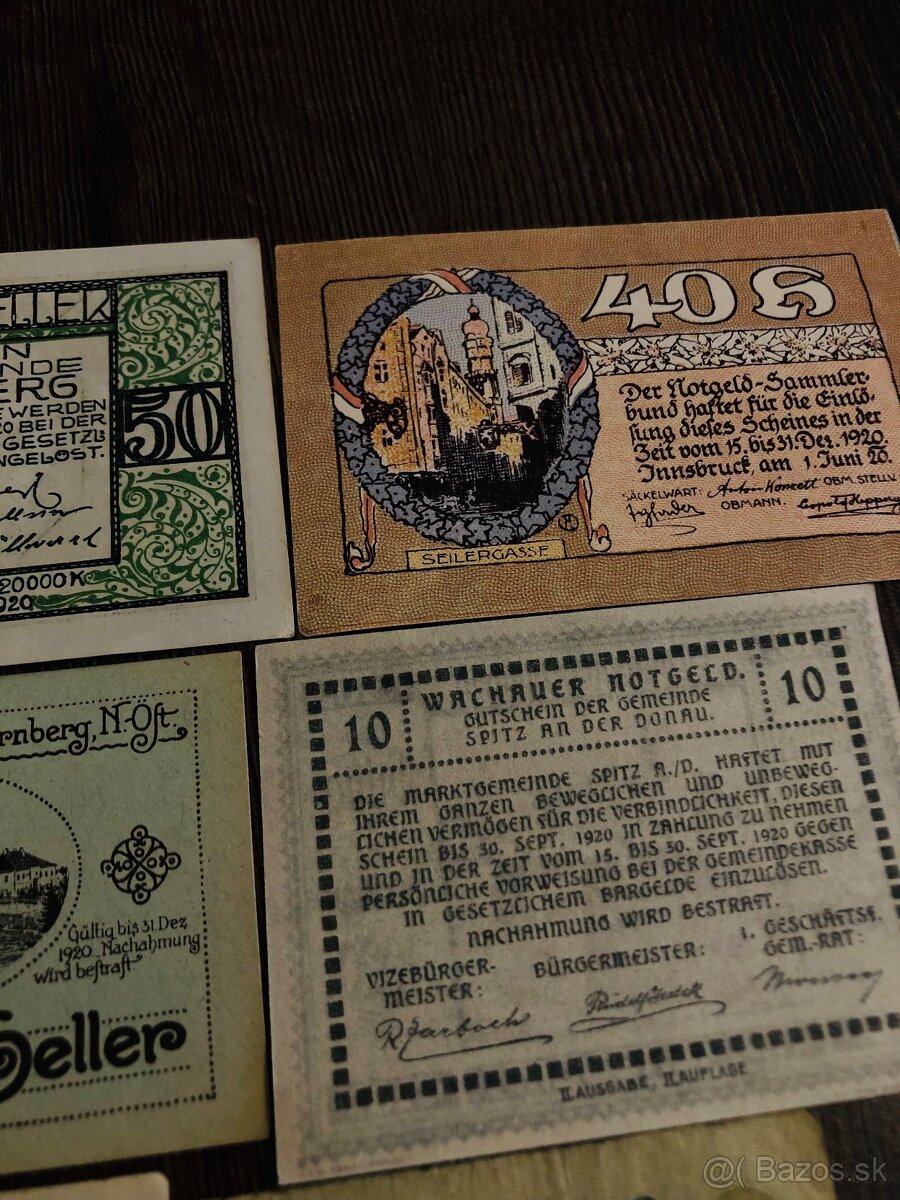 ELLER
N
NDE
ERG
EWERDEN
20 BEI DER
GESETZL
NGELÖST.
50
20000K
1920
40 H
Der Notgeld-Sammler-
bund haftet für die Einlö-
sung dieses Scheines in der
Zeit vom 15. bis 31. Dez. 1920.
Innsbruck, am 1. Juni 20.
SÄCKELWART: OBM. STELLV.
OBMANN:
SEILERGASSE
rnberg, N-Öst.
Gültig bis 31 Dez
1920. Nachahmung
wird bestraft
Heller
10 WACHAUER NOTGELD. 10
GUTSCHEIN DER GEMEINDE
SPITZ AN DER DONAU.
DIE MARKTGEMEINDE SPITZ A./D. HAFTET MIT
IHREM GANZEN BEWEGLICHEN UND UNBEWEG-
LICHEN VERMÖGEN FÜR DIE VERBINDLICHKEIT, DIESEN
SCHEIN BIS 30. SEPT. 1920 IN ZAHLUNG ZU NEHMEN
UND IN DER ZEIT VOM 15. BIS 30. SEPT. 1920 GEGEN
PERSÖNLICHE VORWEISUNG BEI DER GEMEINDEKASSE
IN GESETZLICHEM BARGELDE EINZULÖSEN.
NACHAHMUNG WIRD BESTRAFT.
VIZEBÜRGER-
MEISTER:
BÜRGERMEISTER:
1. GESCHÄFTSF.
GEM.-RAT:
II. AUSGABE, II. AUFLAGE
@( Bazos.sk